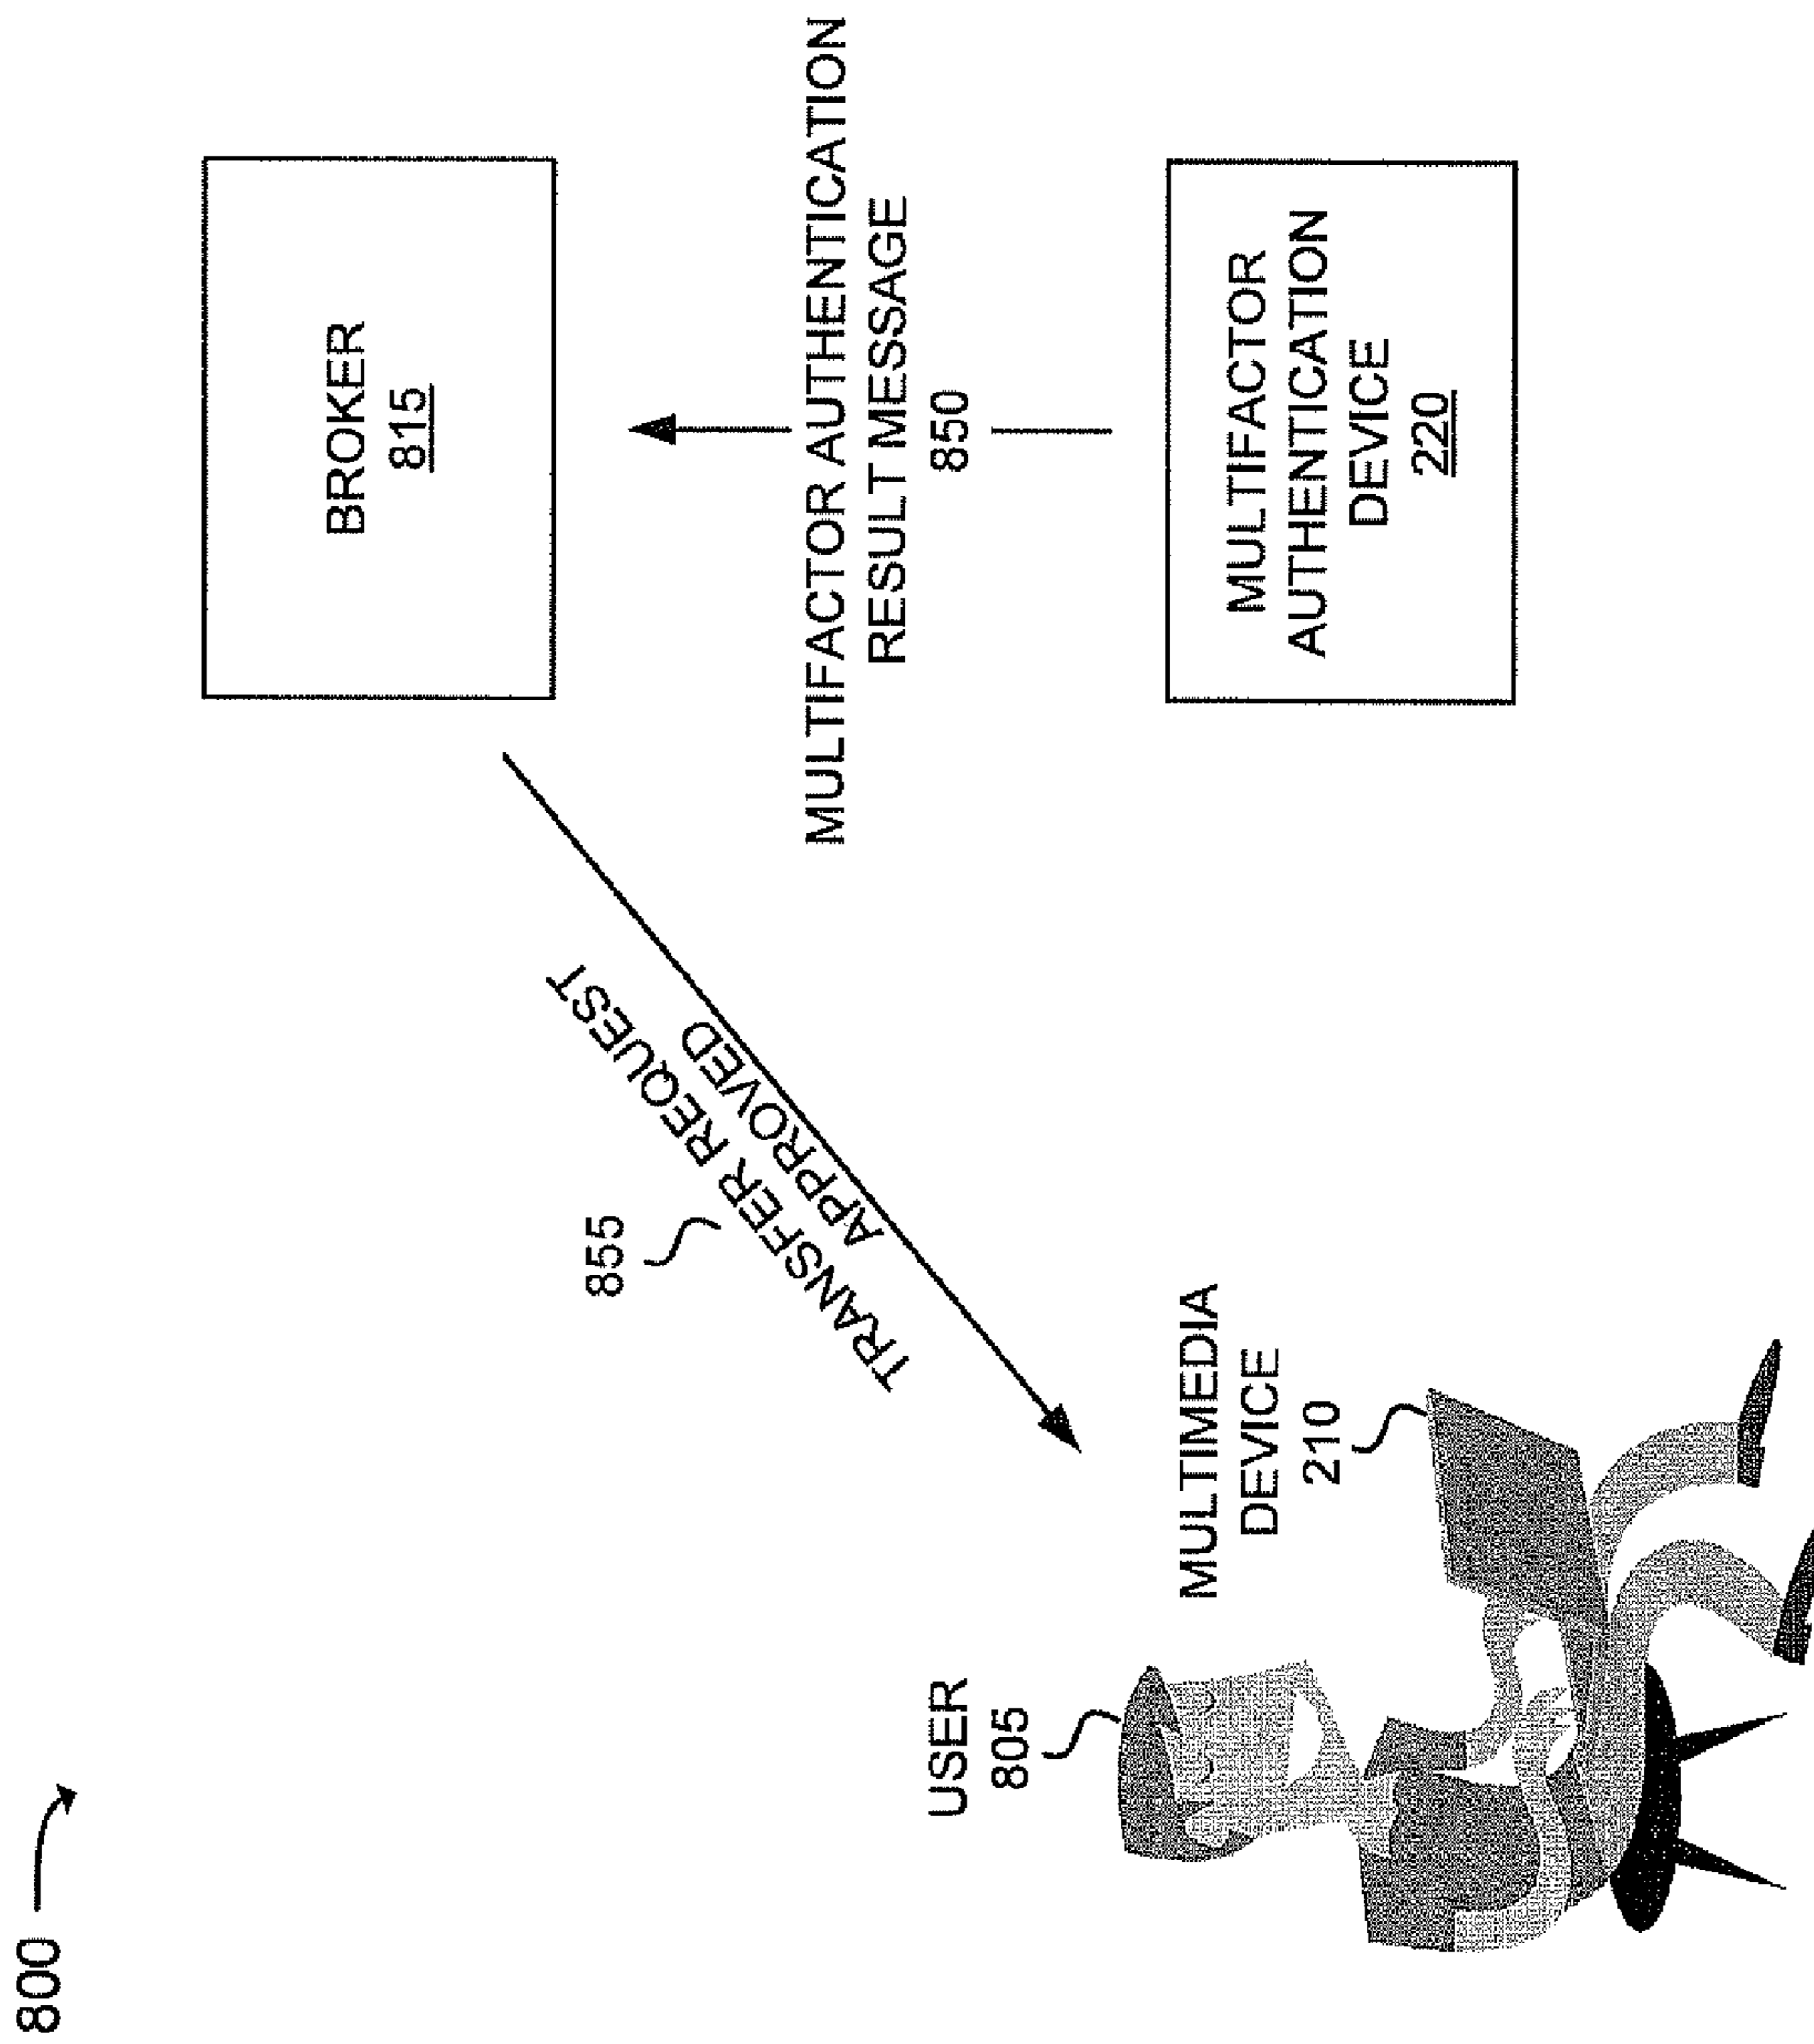 800
BROKER
815
TRANSFER REQUEST
APPROVED
855
MULTIFACTOR AUTHENTICATION
RESULT MESSAGE
850
USER
805
MULTIMEDIA
DEVICE
210
MULTIFACTOR
AUTHENTICATION
DEVICE
220